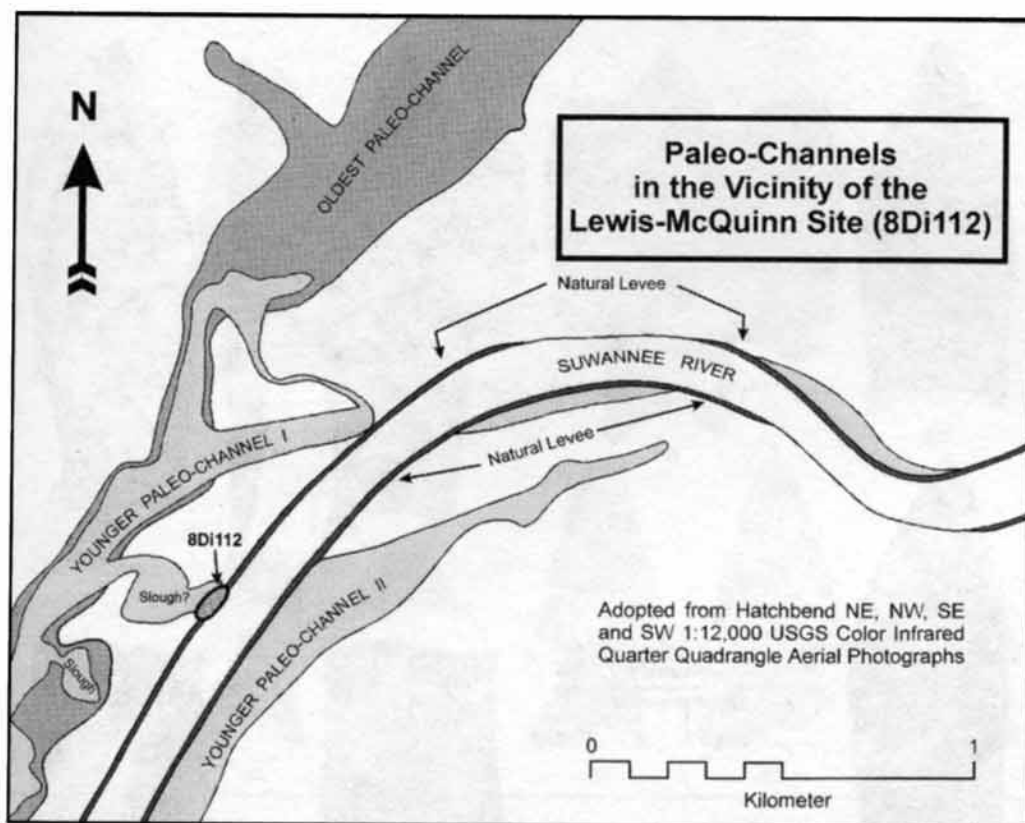 N
OLDEST PALEO-CHANNEL
Paleo-Channels
in the Vicinity of the
Lewis-McQuinn Site (8Di112)
Natural Levee
SUWANNEE RIVER
Natural Levee
YOUNGER PALEO-CHANNEL I
8Di112
Slough?
Slough
YOUNGER PALEO-CHANNEL II
Adopted from Hatchbend NE, NW, SE
and SW 1:12,000 USGS Color Infrared
Quarter Quadrangle Aerial Photographs
0 1
Kilometer